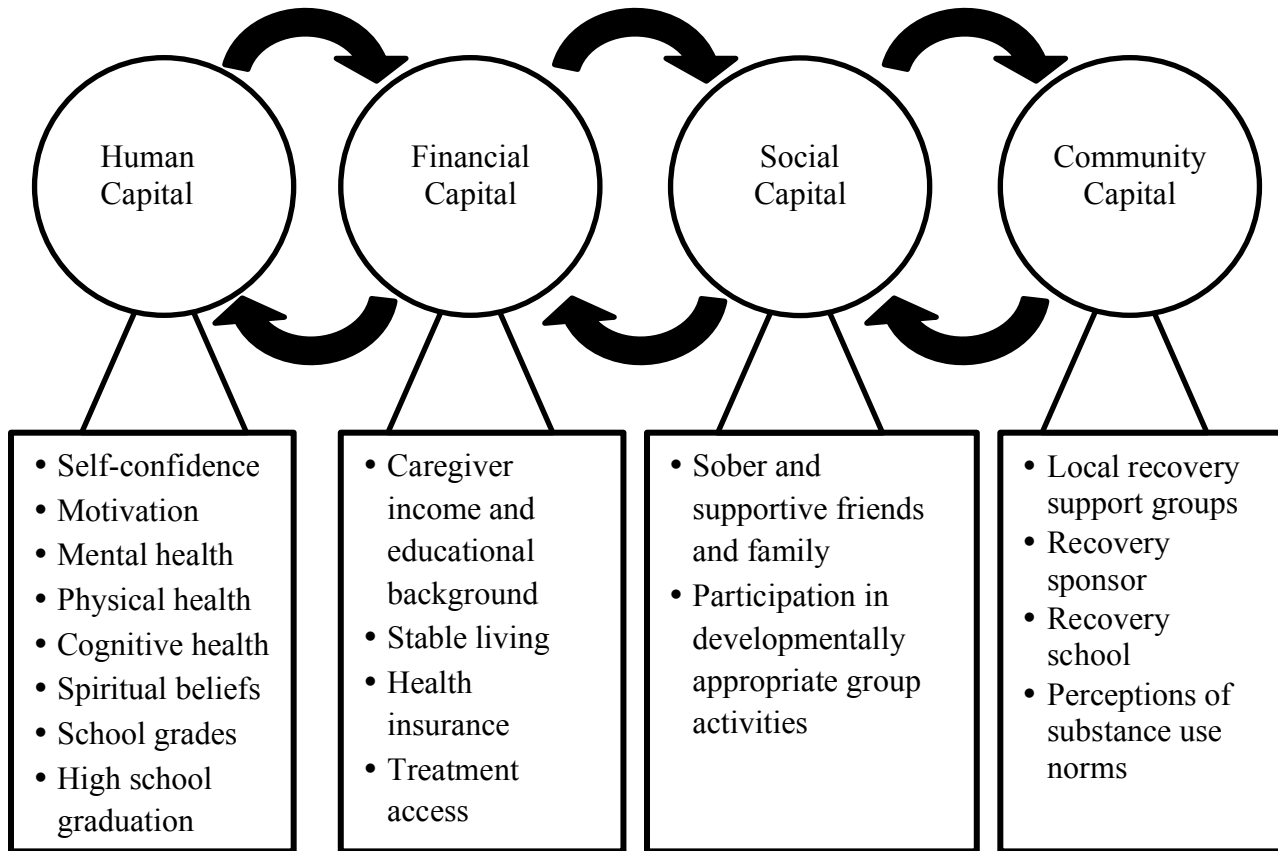 Human
Capital
Financial
Capital
Social
Capital
Community
Capital
• Self-confidence
• Motivation
• Mental health
• Physical health
• Cognitive health
• Spiritual beliefs
• School grades
• High school
graduation
• Caregiver
income and
educational
background
• Stable living
• Health
insurance
• Treatment
access
• Sober and
supportive friends
and family
• Participation in
developmentally
appropriate group
activities
• Local recovery
support groups
• Recovery
sponsor
• Recovery
school
• Perceptions of
substance use
norms